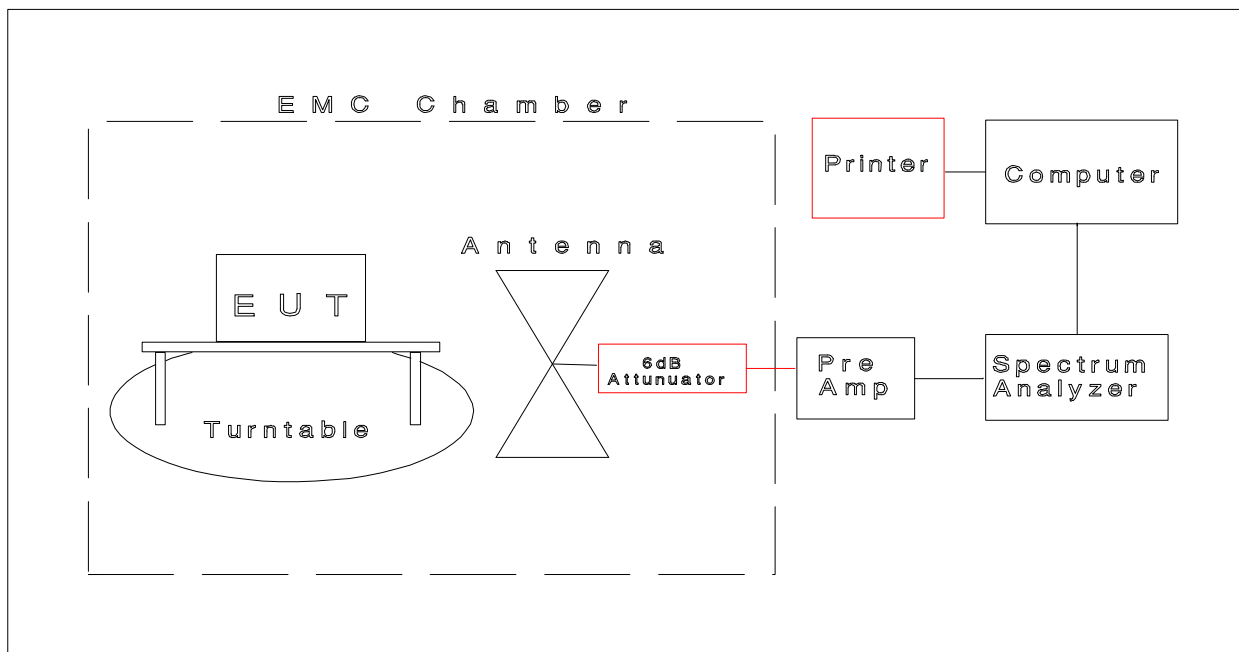 EMC Chamber
Printer
Computer
Antenna
EUT
6dB
Attunuator
Pre
Amp
Spectrum
Analyzer
Turntable